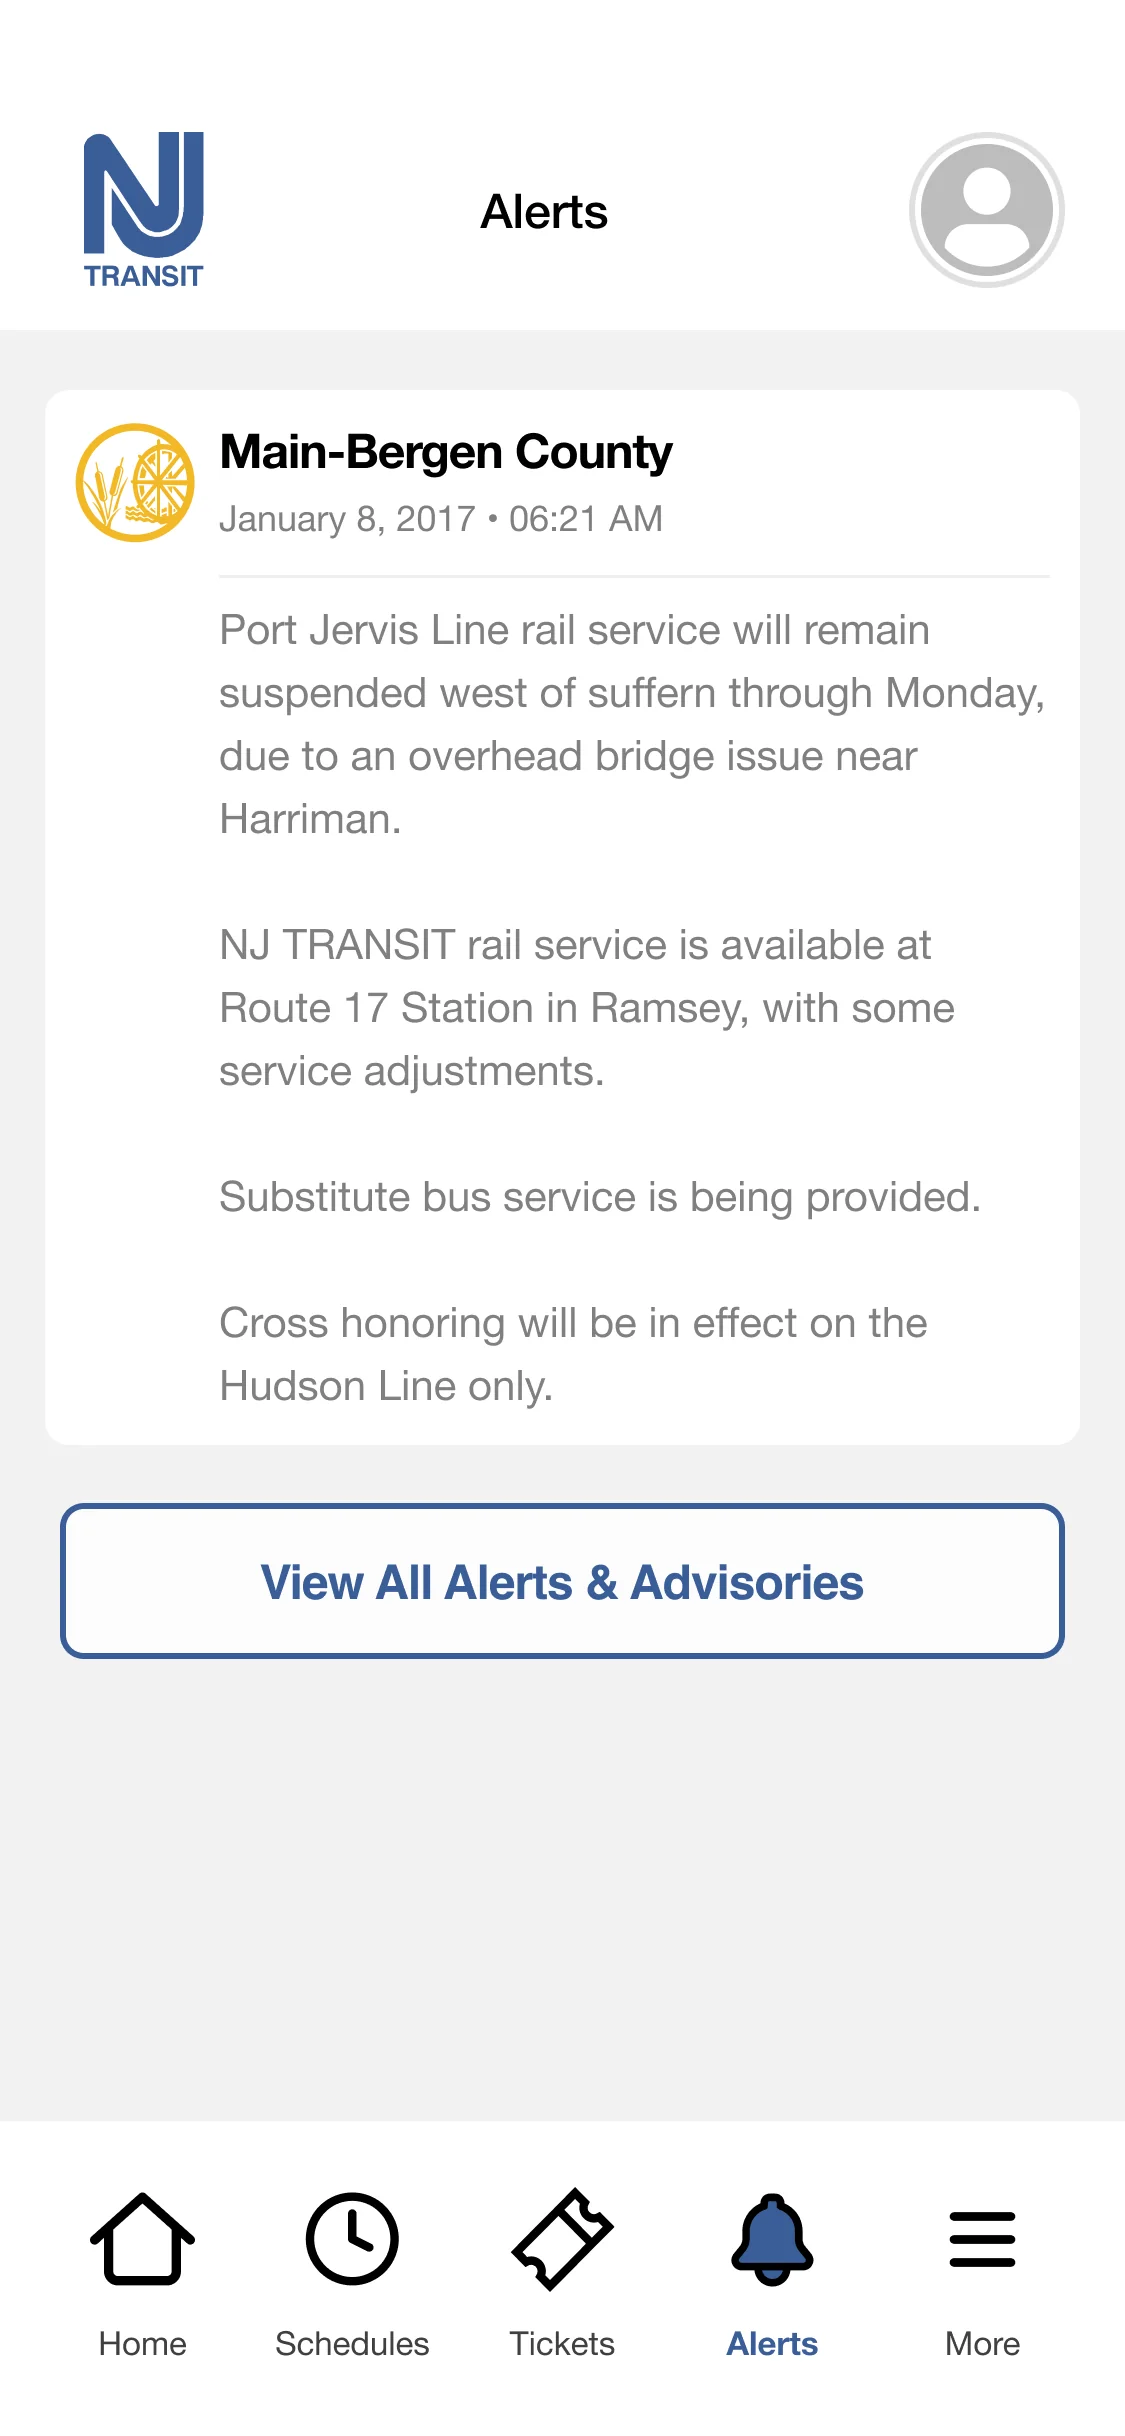 NJ
TRANSIT
Alerts
Main-Bergen County
January 8, 2017 • 06:21 AM
Port Jervis Line rail service will remain
suspended west of suffern through Monday,
due to an overhead bridge issue near
Harriman.
NJ TRANSIT rail service is available at
Route 17 Station in Ramsey, with some
service adjustments.
Substitute bus service is being provided.
Cross honoring will be in effect on the
Hudson Line only.
View All Alerts & Advisories
Home
Schedules
Tickets
Alerts
More